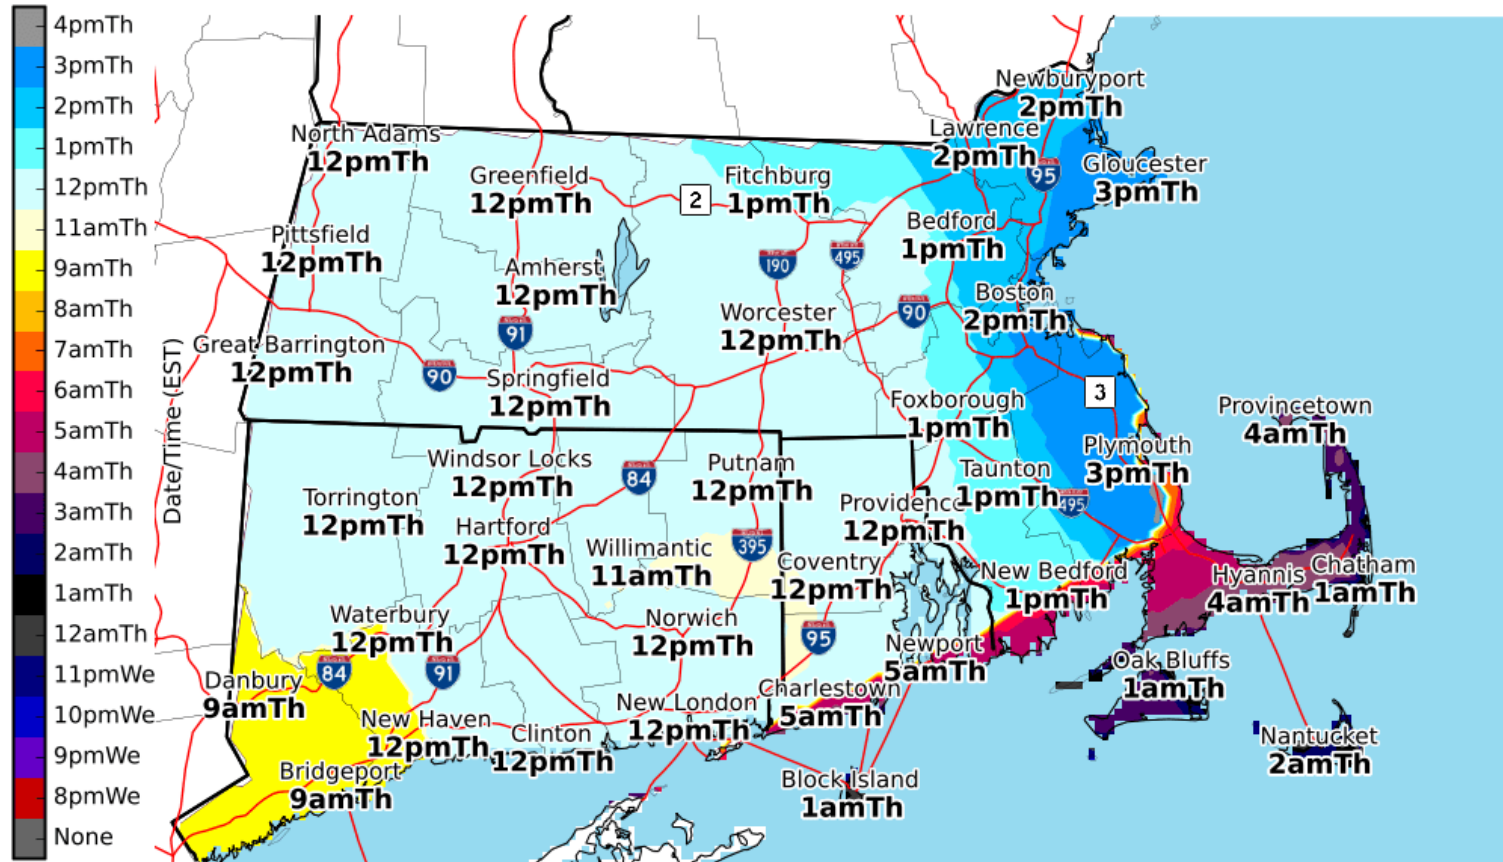 4pmTh
3pmTh
2pmTh
1pmTh
12pmTh
11amTh
9amTh
8amTh
7amTh
6amTh
5amTh
4amTh
3amTh
2amTh
1amTh
12amTh
11pmWe
10pmWe
9pmWe
8pmWe
None
Date/Time (EST)
Newburyport
2pmTh
Lawrence
2pmTh
95
Gloucester
3pmTh
North Adams
12pmTh
Greenfield
12pmTh
2
Fitchburg
1pmTh
Pittsfield
12pmTh
Bedford
1pmTh
190
495
Amherst
12pmTh
91
Worcester
12pmTh
90
Boston
2pmTh
Great Barrington
12pmTh
90
Springfield
12pmTh
3
Foxborough
1pmTh
Provincetown
4amTh
Plymouth
3pmTh
Windsor Locks
12pmTh
84
Putnam
12pmTh
Taunton
1pmTh
495
Torrington
12pmTh
Hartford
12pmTh
Providence
12pmTh
Willimantic
11amTh
395
Coventry
12pmTh
New Bedford
1pmTh
Hyannis
4amTh
Chatham
1amTh
Waterbury
12pmTh
Norwich
12pmTh
95
Newport
5amTh
84
91
Danbury
9amTh
Oak Bluffs
1amTh
New Haven
12pmTh
Clinton
12pmTh
New London
12pmTh
Charlestown
5amTh
Nantucket
2amTh
Bridgeport
9amTh
Block Island
1amTh